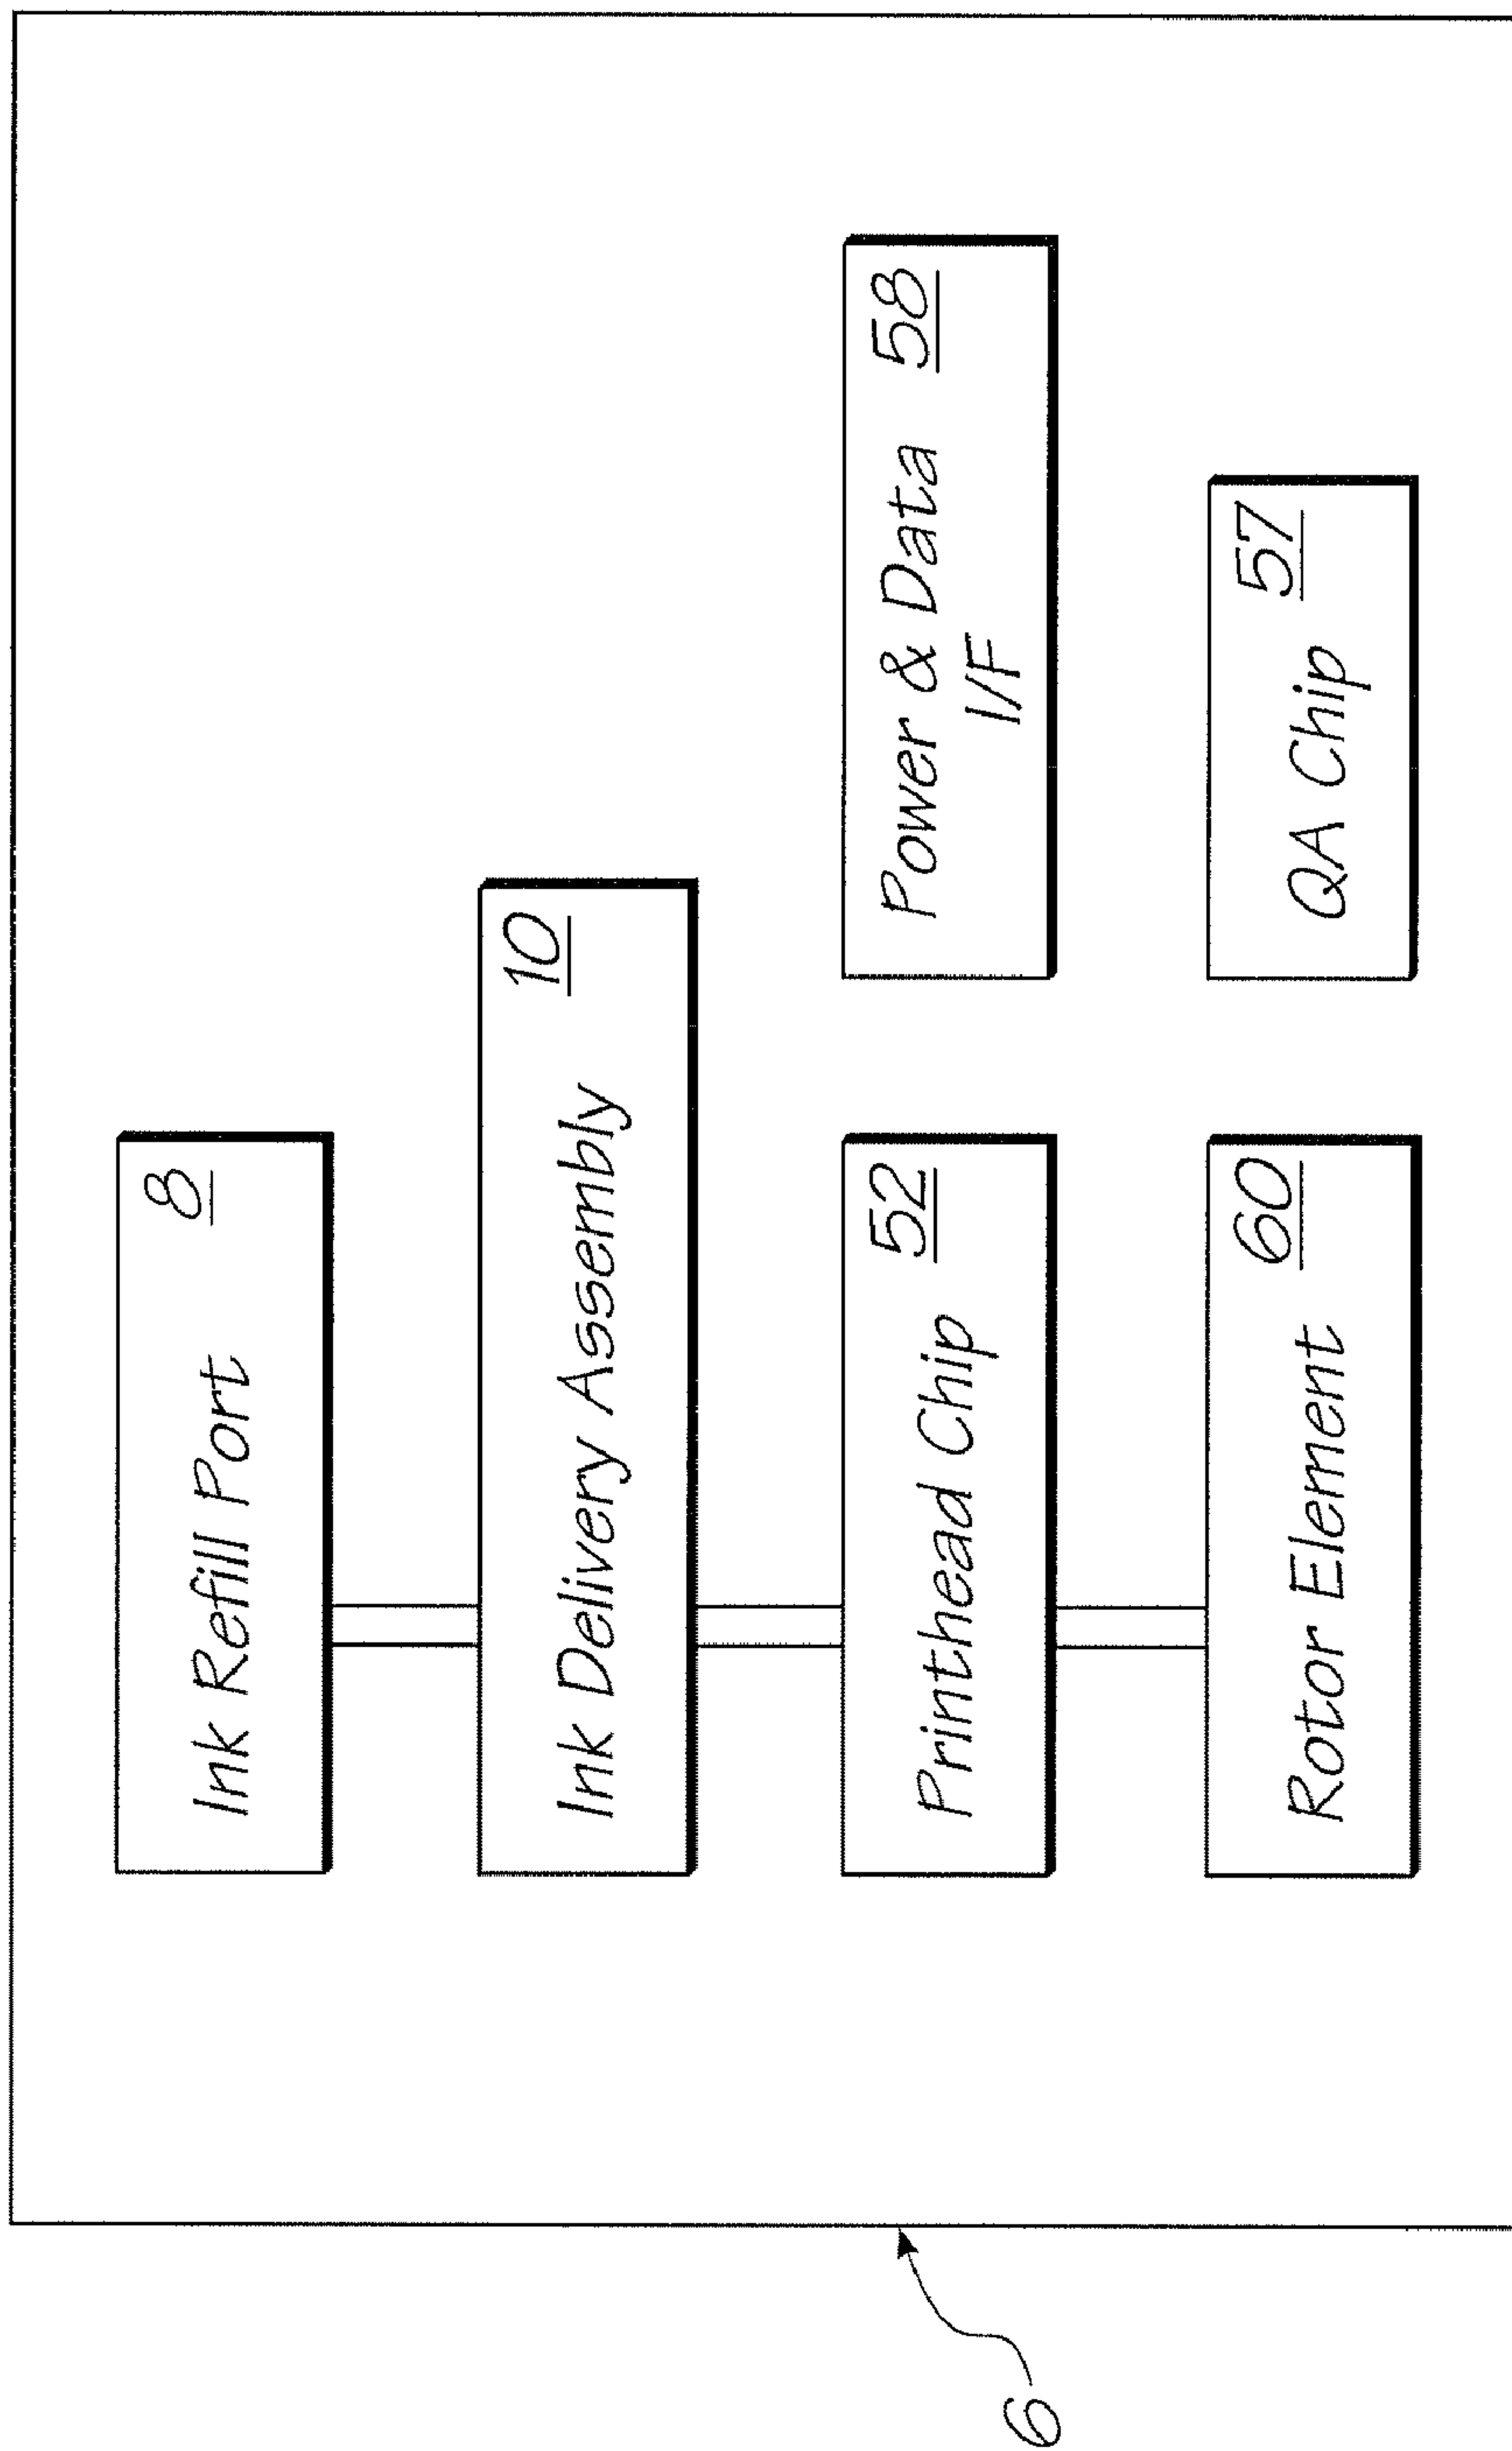 Ink Refill Port 8
Ink Delivery Assembly 10
Printhead Chip 52
Power & Data 58
I/F
Rotor Element 60
QA Chip 57
6